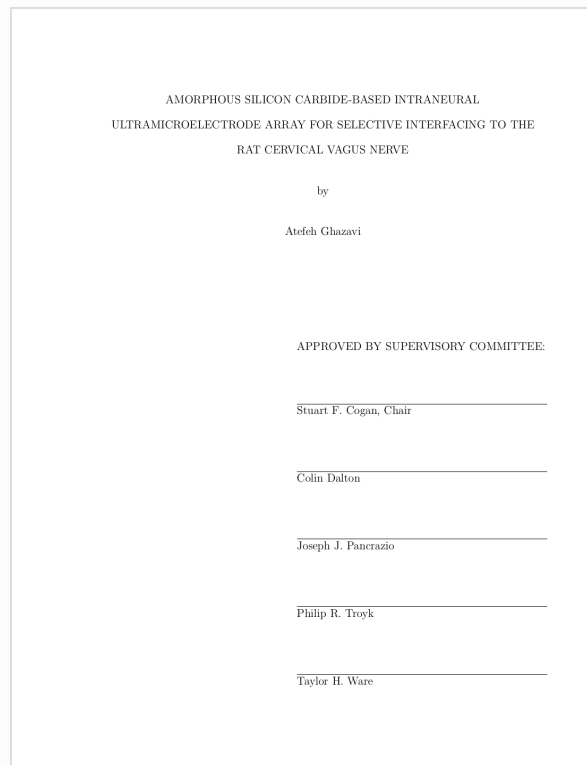 AMORPHOUS SILICON CARBIDE-BASED INTRANEURAL
ULTRAMICROELECTRODE ARRAY FOR SELECTIVE INTERFACING TO THE
RAT CERVICAL VAGUS NERVE
by
Atefeh Ghazavi
APPROVED BY SUPERVISORY COMMITTEE:
Stuart F. Cogan, Chair
Colin Dalton
Joseph J. Pancrazio
Philip R. Troyk
Taylor H. Ware